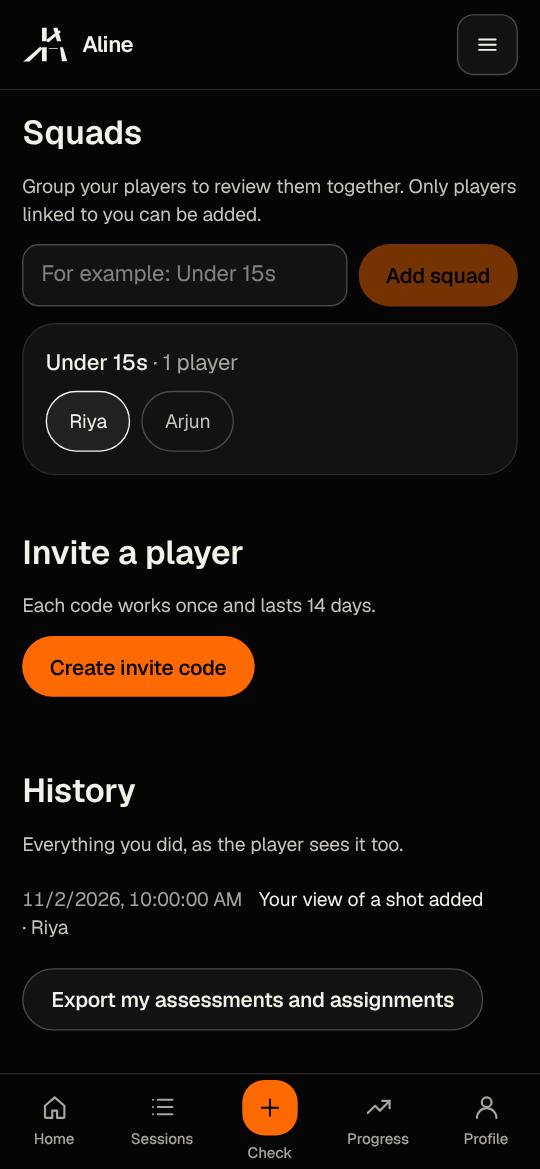 Aline
Squads
Group your players to review them together. Only players
linked to you can be added.
For example: Under 15s
Add squad
Under 15s · 1 player
Riya
Arjun
Invite a player
Each code works once and lasts 14 days.
Create invite code
History
Everything you did, as the player sees it too.
11/2/2026, 10:00:00 AM Your view of a shot added
· Riya
Export my assessments and assignments
Home
Sessions
Check
Progress
Profile